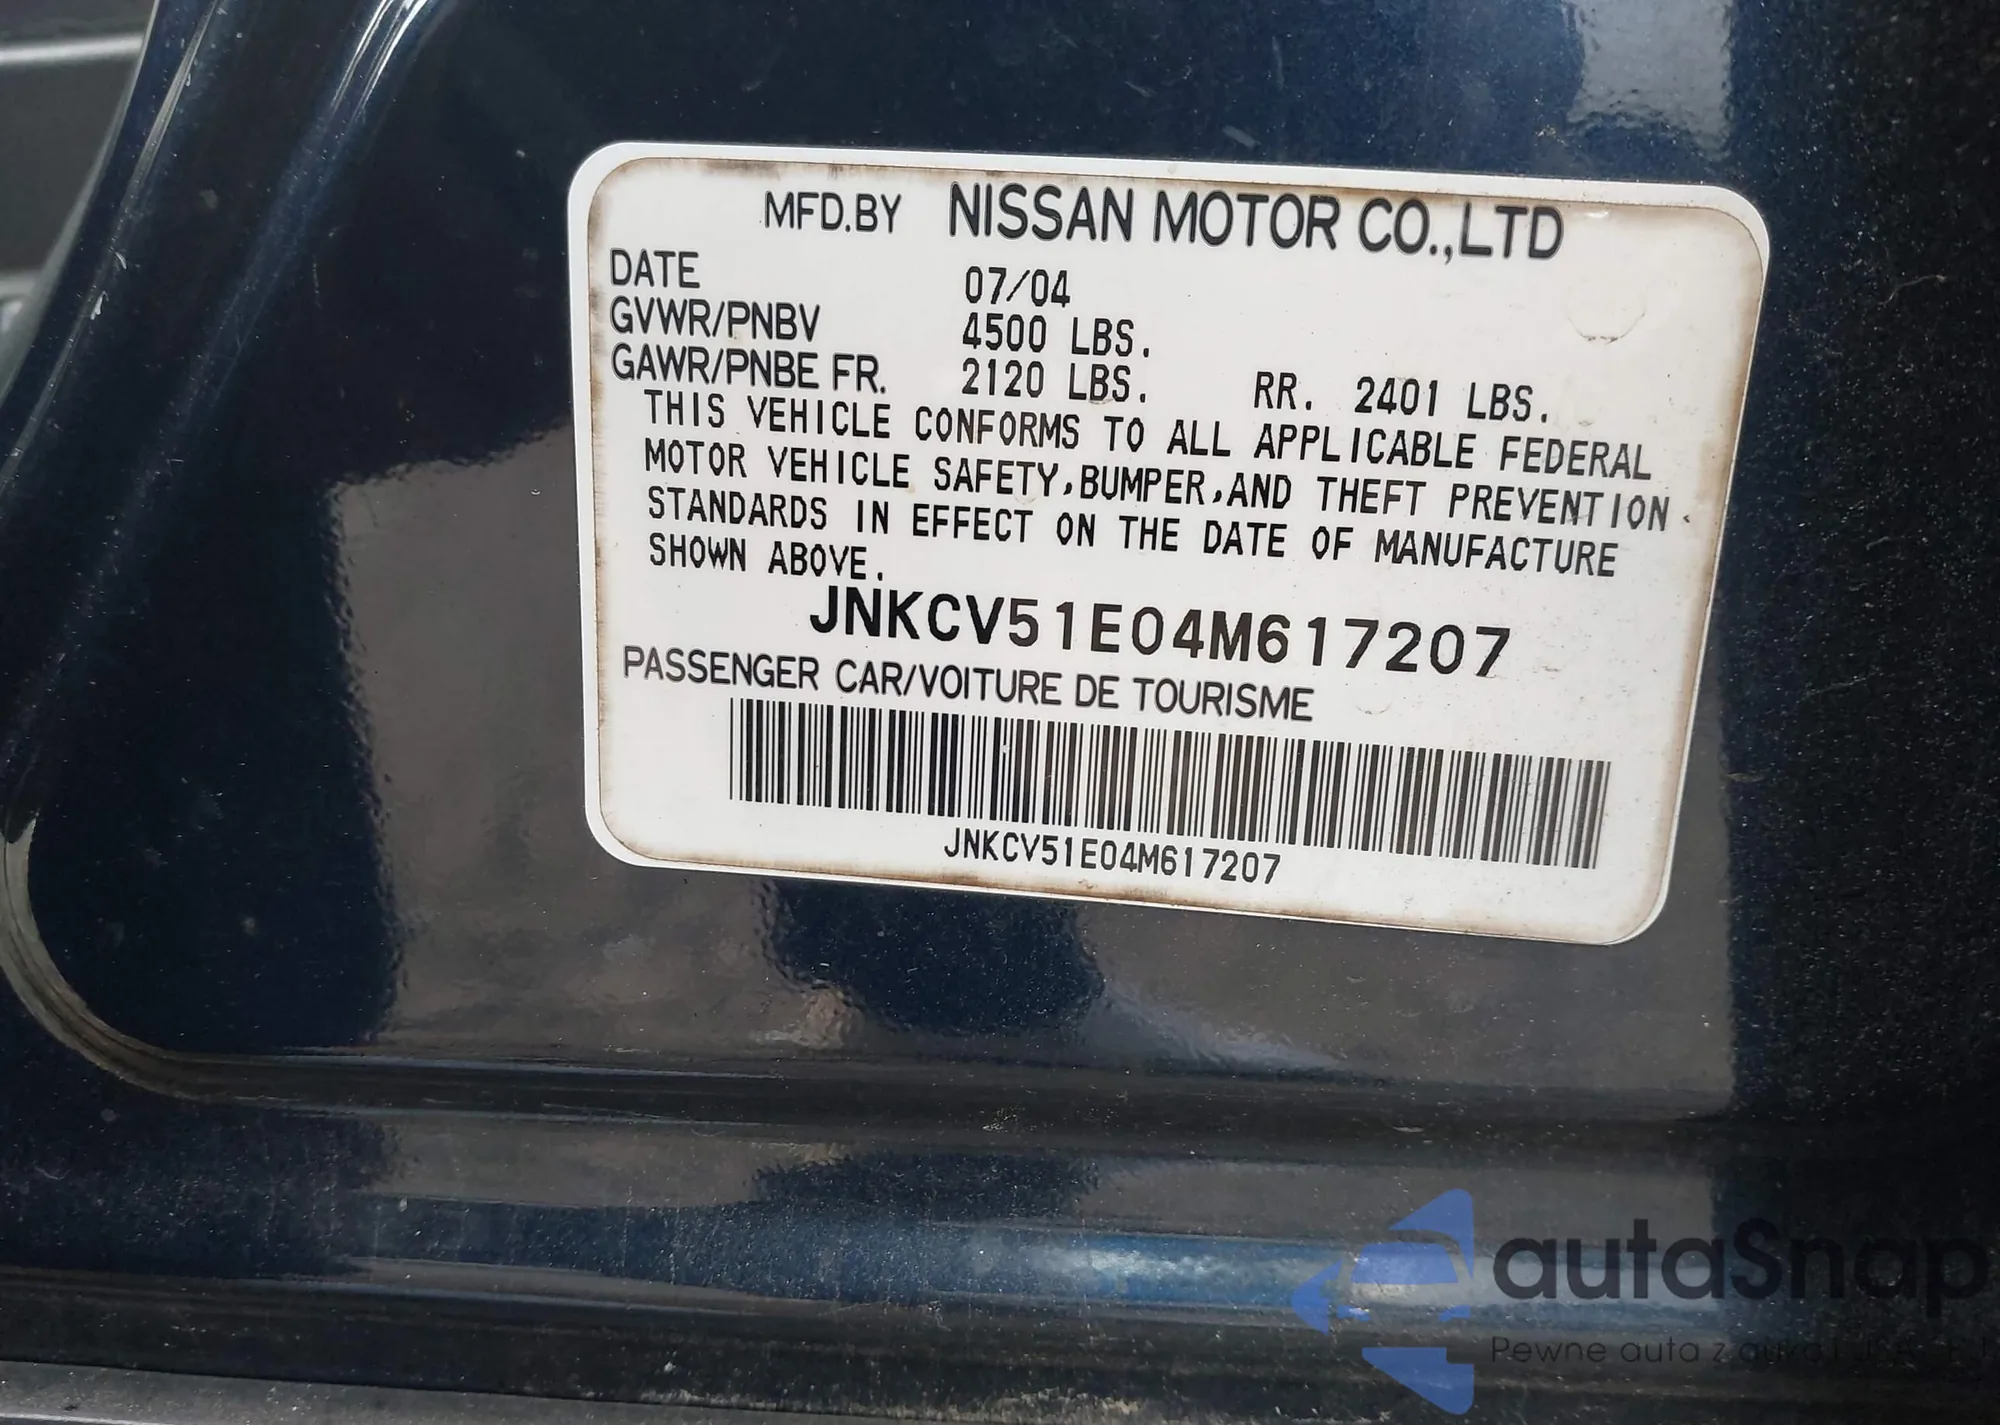 MFD.BY NISSAN MOTOR CO.,LTD
DATE 07/04
GVWR/PNBV 4500 LBS.
GAWR/PNBE FR. 2120 LBS. RR. 2401 LBS.
THIS VEHICLE CONFORMS TO ALL APPLICABLE FEDERAL
MOTOR VEHICLE SAFETY,BUMPER,AND THEFT PREVENTION
STANDARDS IN EFFECT ON THE DATE OF MANUFACTURE
SHOWN ABOVE.
JNKCV51E04M617207
PASSENGER CAR/VOITURE DE TOURISME
JNKCV51E04M617207
autaSnap
Pewne auta z